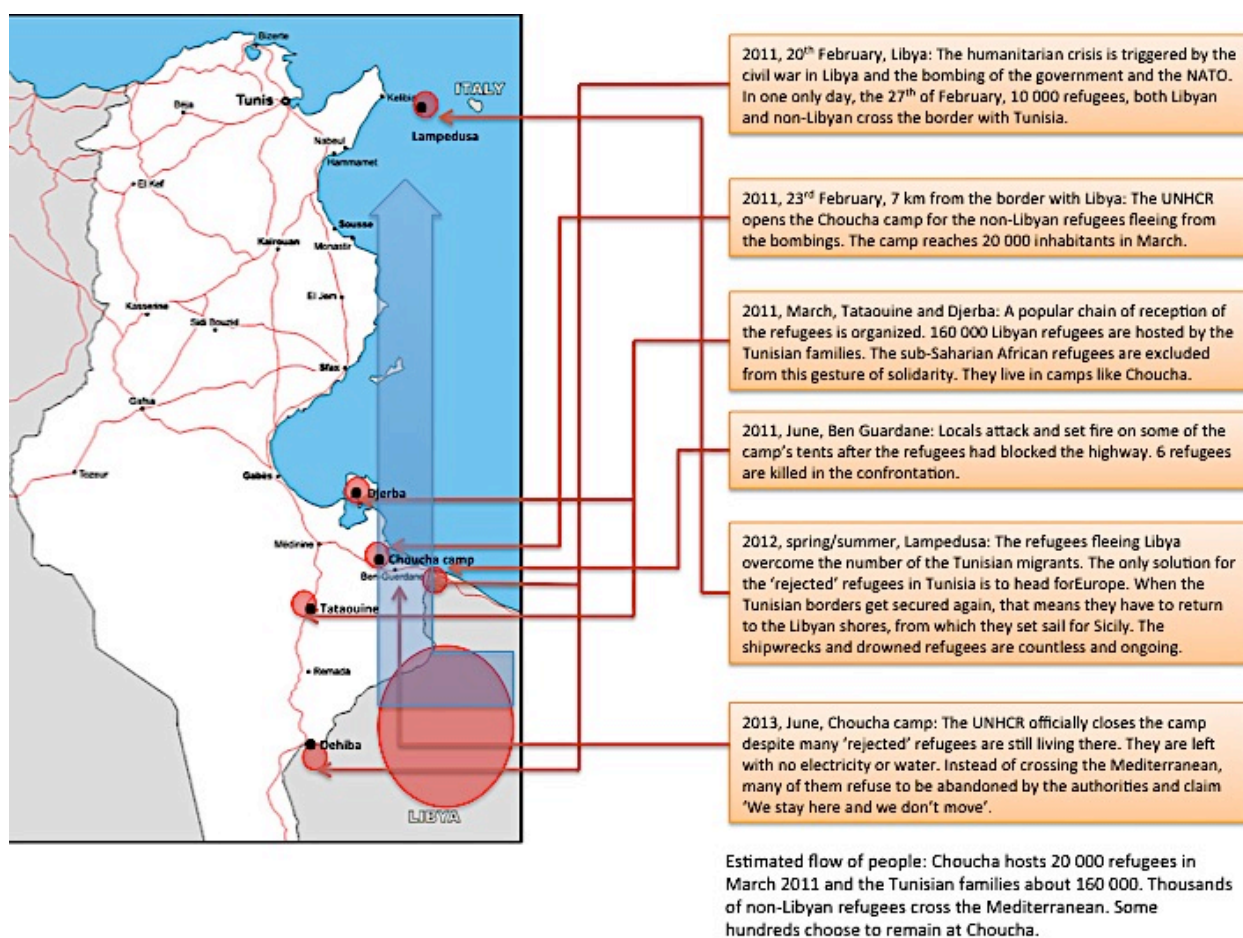 Bizerte
Tunis
Beja
Kelibia
ITALY
Lampedusa
Nabeul
Hammamet
El Kef
Sousse
Kairouan
Monastir
Kasserine
El Jem
Sidi Bouzid
Sfax
Gafsa
Tozeur
Gabès
Djerba
Médinine
Choucha camp
Ben Guerdane
Tataouine
Remada
Dehiba
LIBYA
2011, 20th February, Libya: The humanitarian crisis is triggered by the
civil war in Libya and the bombing of the government and the NATO.
In one only day, the 27th of February, 10 000 refugees, both Libyan
and non-Libyan cross the border with Tunisia.
2011, 23rd February, 7 km from the border with Libya: The UNHCR
opens the Choucha camp for the non-Libyan refugees fleeing from
the bombings. The camp reaches 20 000 inhabitants in March.
2011, March, Tataouine and Djerba: A popular chain of reception of
the refugees is organized. 160 000 Libyan refugees are hosted by the
Tunisian families. The sub-Saharian African refugees are excluded
from this gesture of solidarity. They live in camps like Choucha.
2011, June, Ben Guardane: Locals attack and set fire on some of the
camp's tents after the refugees had blocked the highway. 6 refugees
are killed in the confrontation.
2012, spring/summer, Lampedusa: The refugees fleeing Libya
overcome the number of the Tunisian migrants. The only solution for
the 'rejected' refugees in Tunisia is to head forEurope. When the
Tunisian borders get secured again, that means they have to return
to the Libyan shores, from which they set sail for Sicily. The
shipwrecks and drowned refugees are countless and ongoing.
2013, June, Choucha camp: The UNHCR officially closes the camp
despite many 'rejected' refugees are still living there. They are left
with no electricity or water. Instead of crossing the Mediterranean,
many of them refuse to be abandoned by the authorities and claim
'We stay here and we don't move'.
Estimated flow of people: Choucha hosts 20 000 refugees in
March 2011 and the Tunisian families about 160 000. Thousands
of non-Libyan refugees cross the Mediterranean. Some
hundreds choose to remain at Choucha.